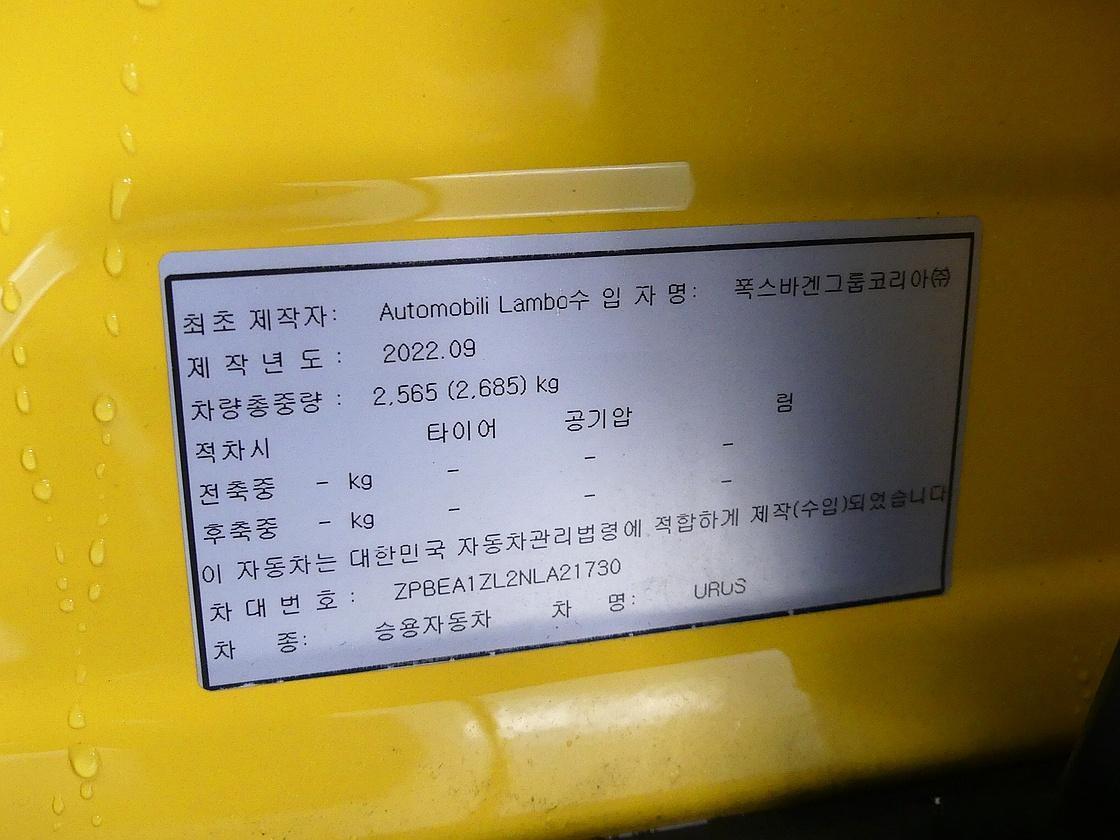 최초 제작자: Automobili Lambo수 입 자 명: 폭스바겐그룹코리아㈜
제 작 년 도 : 2022.09
차량총중량 : 2,565 (2,685) kg
적차시 타이어 공기압 림
전축중 - kg - - -
후축중 - kg - - -
이 자동차는 대한민국 자동차관리법령에 적합하게 제작(수입)되었습니다
차 대 번 호 : ZPBEA1ZL2NLA21730
차 종: 승용자동차 차 명: URUS